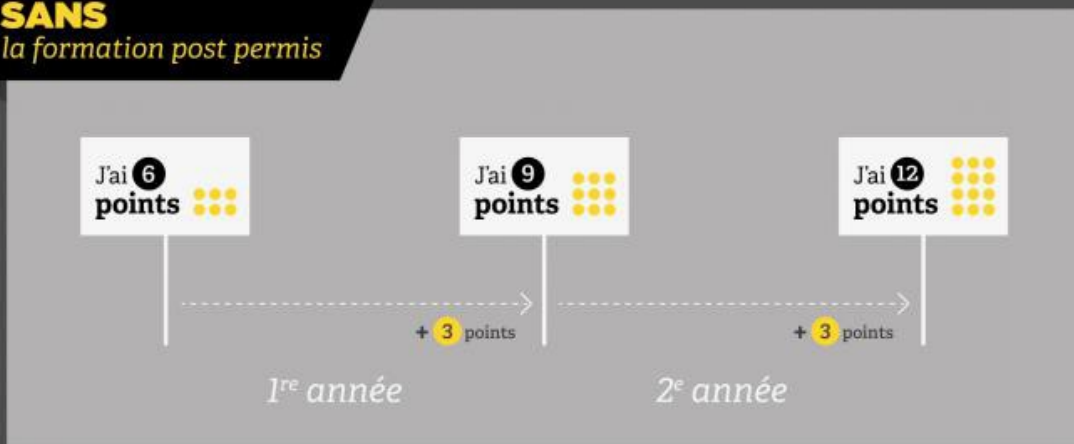 SANS
la formation post permis
J'ai 6
points
J'ai 9
points
J'ai 12
points
+ 3 points
+ 3 points
1re année
2e année